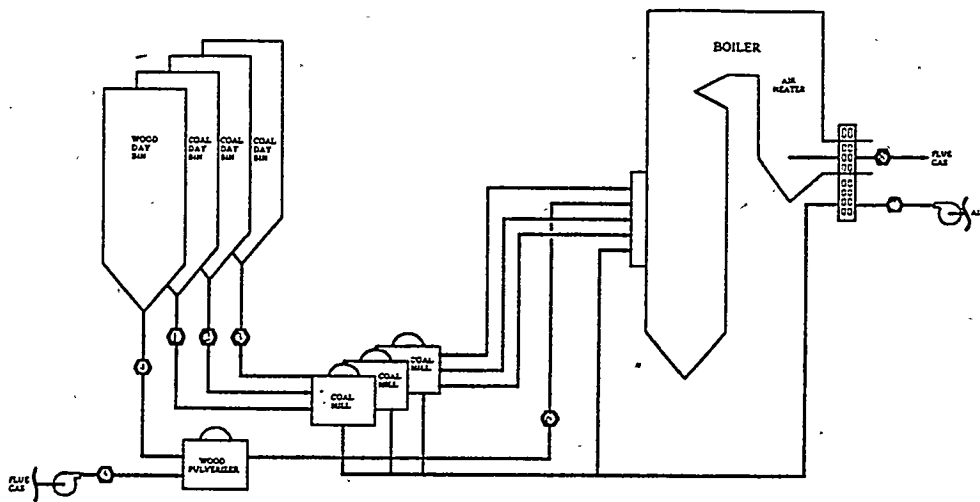 BOILER
AIR
HEATER
WOOD
DAY
BIN
COAL
DAY
BIN
COAL
DAY
BIN
COAL
DAY
BIN
FLUE
GAS
COAL
MILL
COAL
MILL
COAL
MILL
WOOD
PULVERIZER
FLUE
GAS